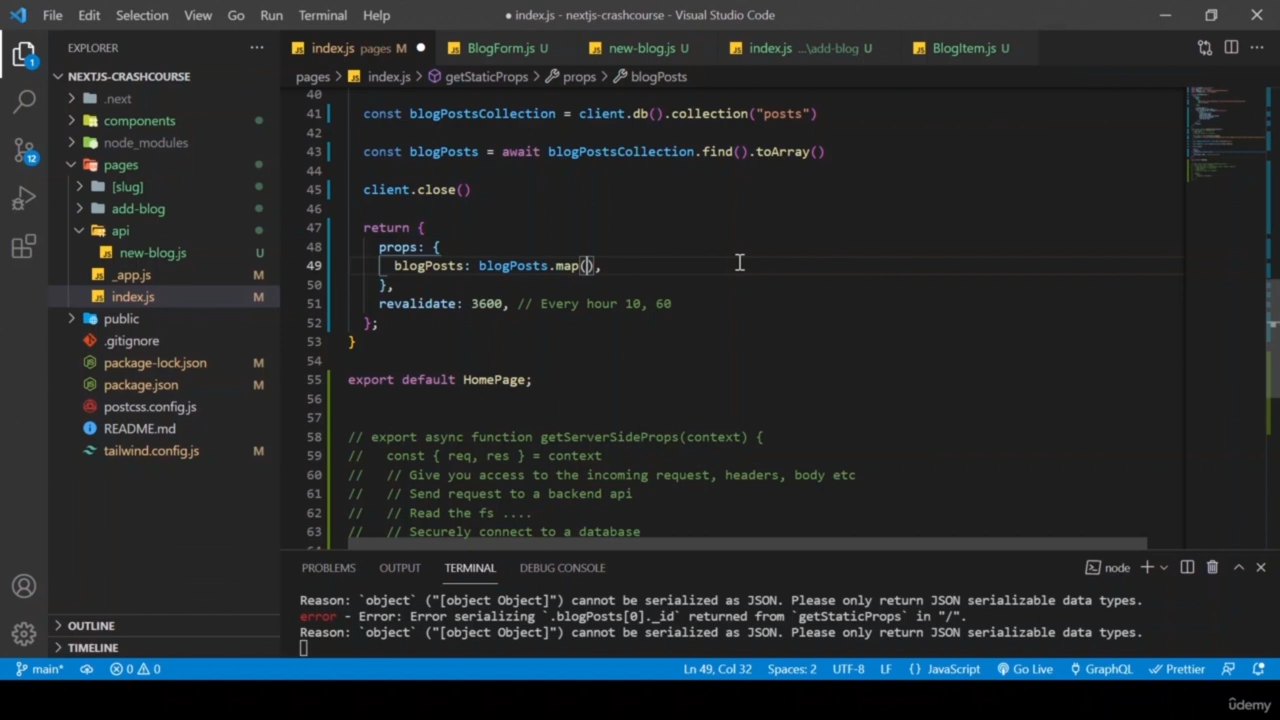 File Edit Selection View Go Run Terminal Help
● index.js - nextjs-crashcourse - Visual Studio Code
EXPLORER
NEXTJS-CRASHCOURSE
.next
components
node_modules
pages
[slug]
add-blog
api
new-blog.js U
_app.js M
index.js M
public
.gitignore
package-lock.json M
package.json M
postcss.config.js
README.md
tailwind.config.js M
OUTLINE
TIMELINE
1
12
index.js pages M ●
BlogForm.js U
new-blog.js U
index.js ...\add-blog U
BlogItem.js U
pages > index.js > getStaticProps > props > blogPosts
40
41 const blogPostsCollection = client.db().collection("posts")
42
43 const blogPosts = await blogPostsCollection.find().toArray()
44
45 client.close()
46
47 return {
48 props: {
49 blogPosts: blogPosts.map(),
50 },
51 revalidate: 3600, // Every hour 10, 60
52 };
53 }
54
55 export default HomePage;
56
57
58 // export async function getServerSideProps(context) {
59 // const { req, res } = context
60 // // Give you access to the incoming request, headers, body etc
61 // // Send request to a backend api
62 // // Read the fs ....
63 // // Securely connect to a database
PROBLEMS OUTPUT TERMINAL DEBUG CONSOLE
node
Reason: `object` ("[object Object]") cannot be serialized as JSON. Please only return JSON serializable data types.
error - Error: Error serializing `.blogPosts[0]._id` returned from `getStaticProps` in "/".
Reason: `object` ("[object Object]") cannot be serialized as JSON. Please only return JSON serializable data types.
main* 0 0
Ln 49, Col 32 Spaces: 2 UTF-8 LF {} JavaScript Go Live GraphQL Prettier
ûdemy